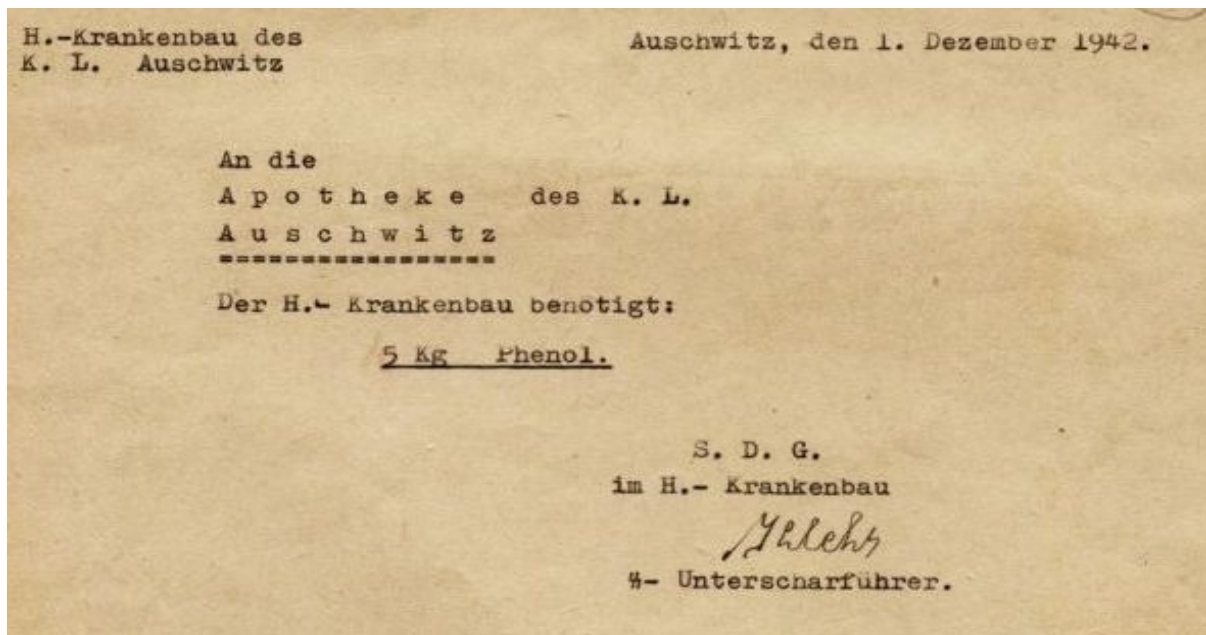 H.-Krankenbau des
K. L. Auschwitz
Auschwitz, den 1. Dezember 1942.
An die
A p o t h e k e des K. L.
A u s c h w i t z
=================
Der H.- Krankenbau benötigt:
5 Kg Phenol.
S. D. G.
im H.- Krankenbau
ᛋᛋ- Unterscharführer.